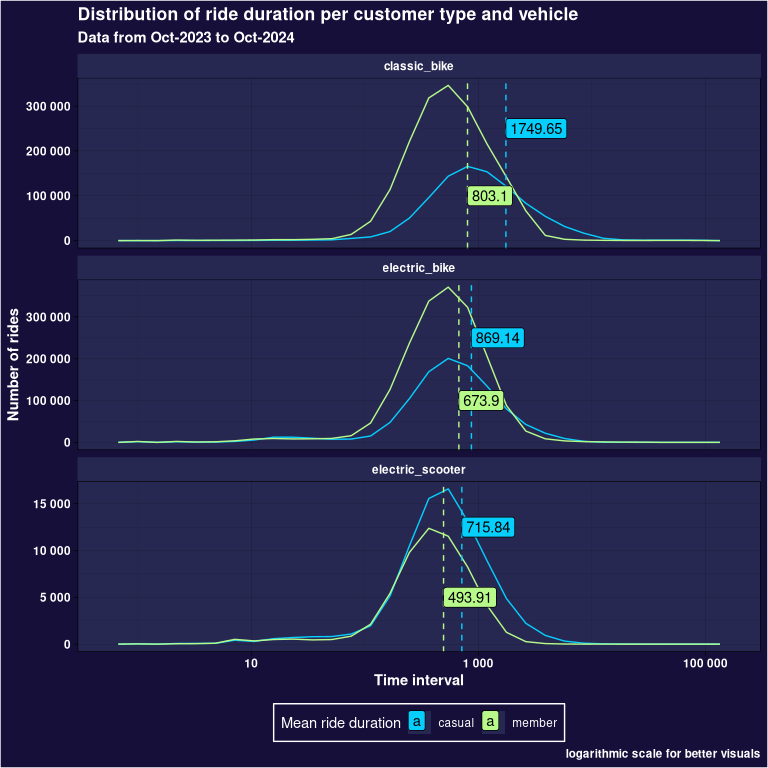 Distribution of ride duration per customer type and vehicle
Data from Oct-2023 to Oct-2024
classic_bike
300 000
200 000
100 000
0
1749.65
803.1
electric_bike
300 000
200 000
100 000
0
869.14
673.9
electric_scooter
15 000
10 000
5 000
0
715.84
493.91
Number of rides
10
1 000
100 000
Time interval
Mean ride duration a casual a member
logarithmic scale for better visuals